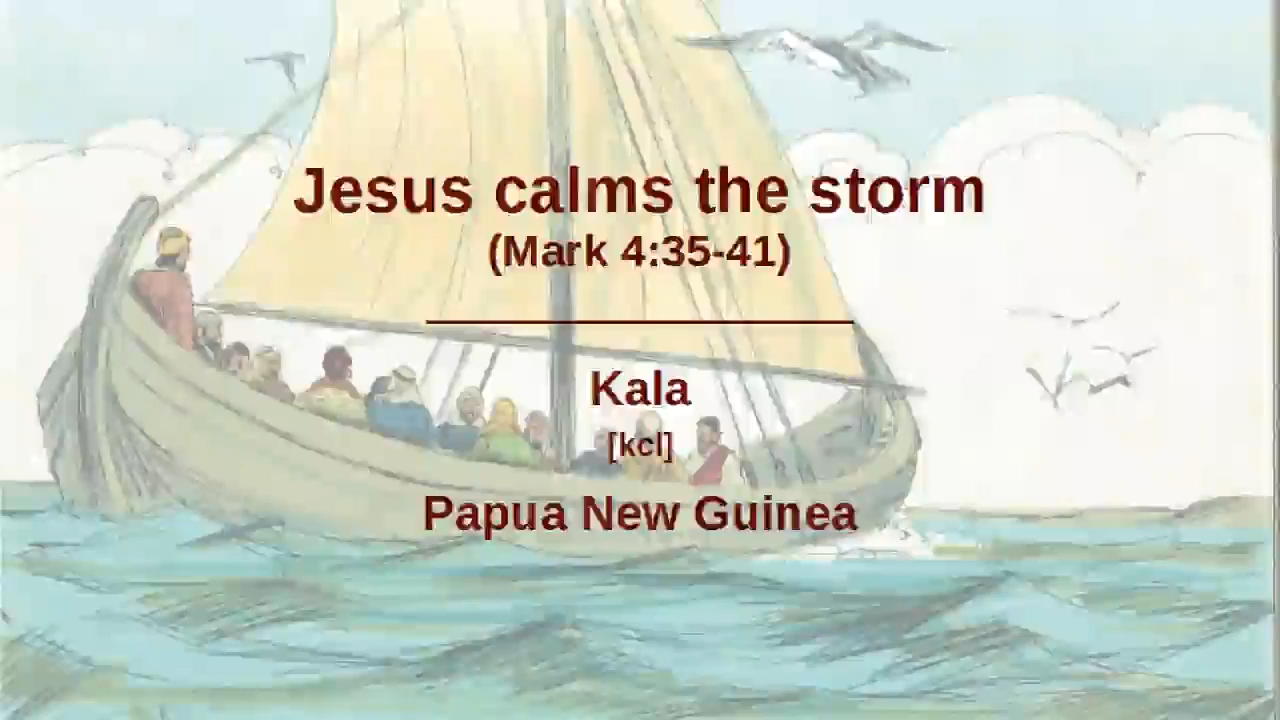 Jesus calms the storm
(Mark 4:35-41)
Kala
[kcl]
Papua New Guinea